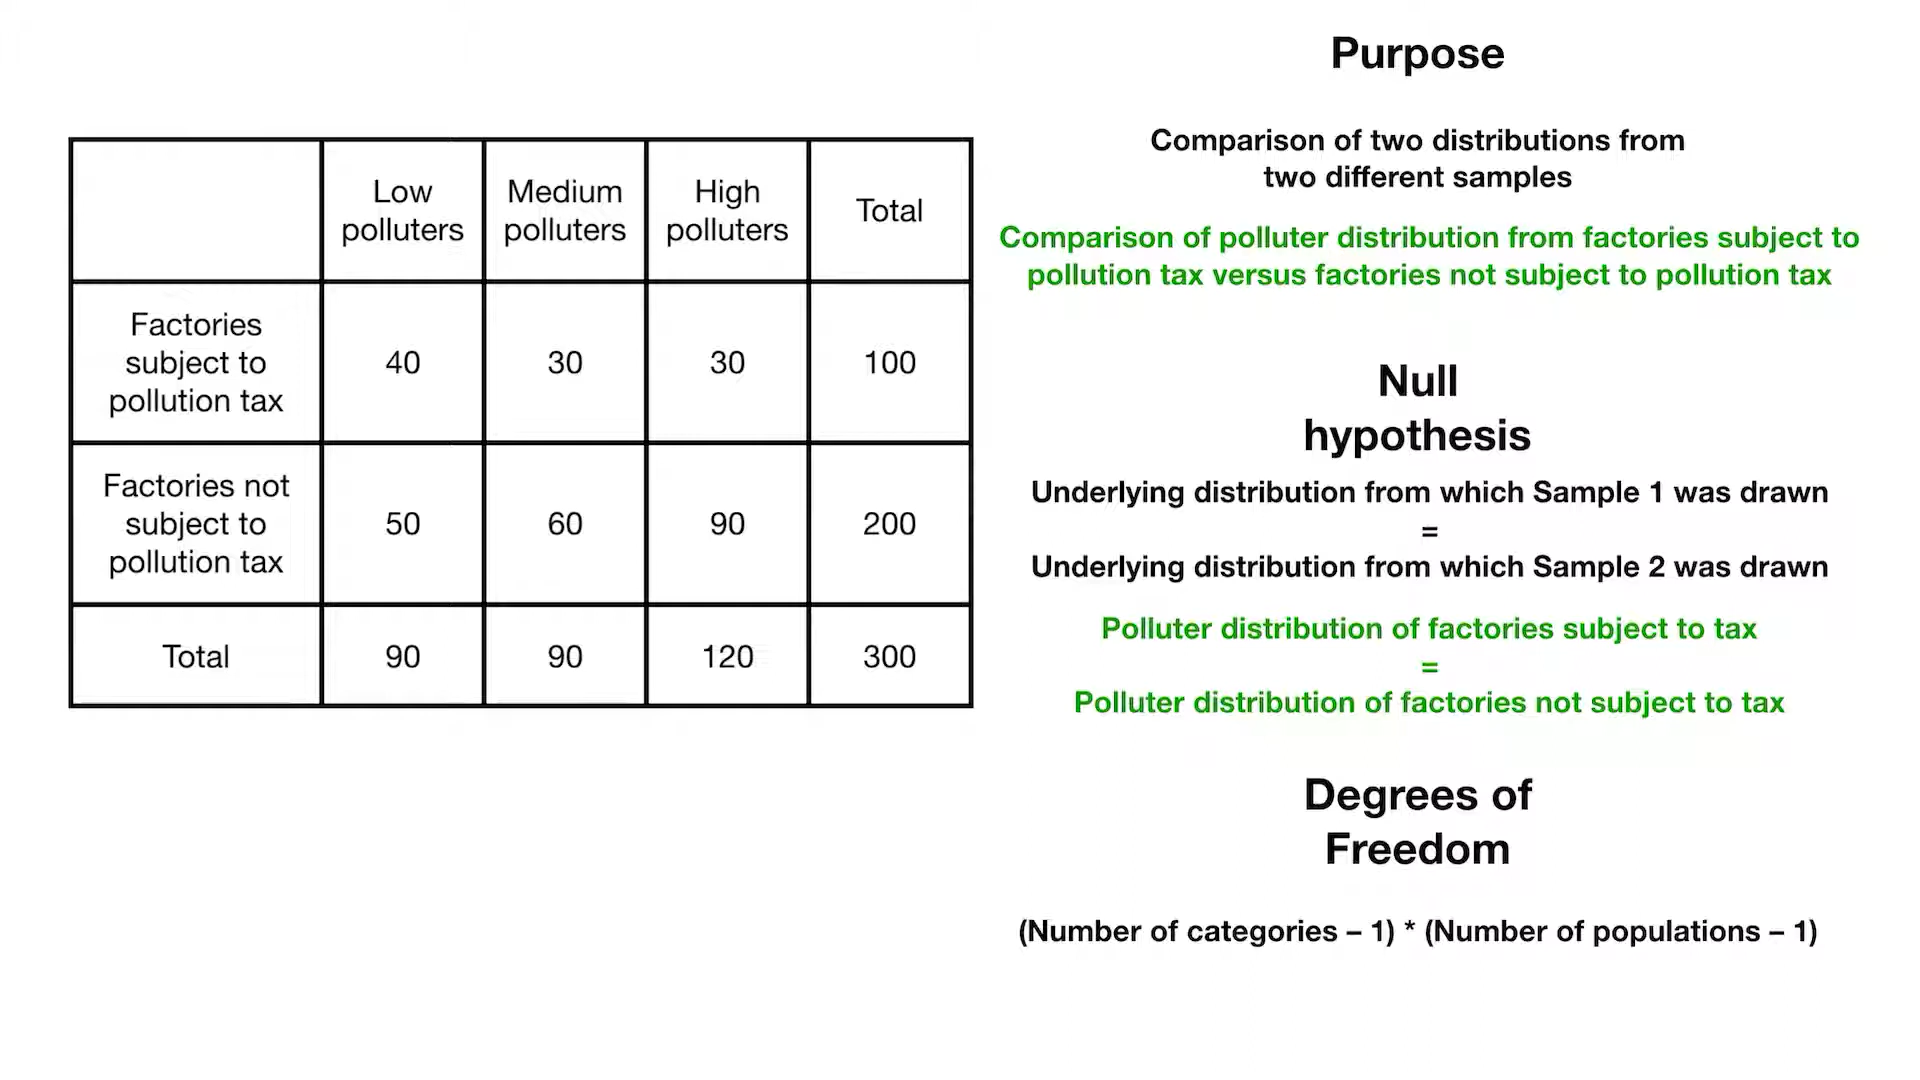 Low
polluters
Medium
polluters
High
polluters
Total
Factories
subject to
pollution tax
40
30
30
100
Factories not
subject to
pollution tax
50
60
90
200
Total
90
90
120
300
Purpose
Comparison of two distributions from
two different samples
Comparison of polluter distribution from factories subject to
pollution tax versus factories not subject to pollution tax
Null
hypothesis
Underlying distribution from which Sample 1 was drawn
=
Underlying distribution from which Sample 2 was drawn
Polluter distribution of factories subject to tax
=
Polluter distribution of factories not subject to tax
Degrees of
Freedom
(Number of categories – 1) * (Number of populations – 1)